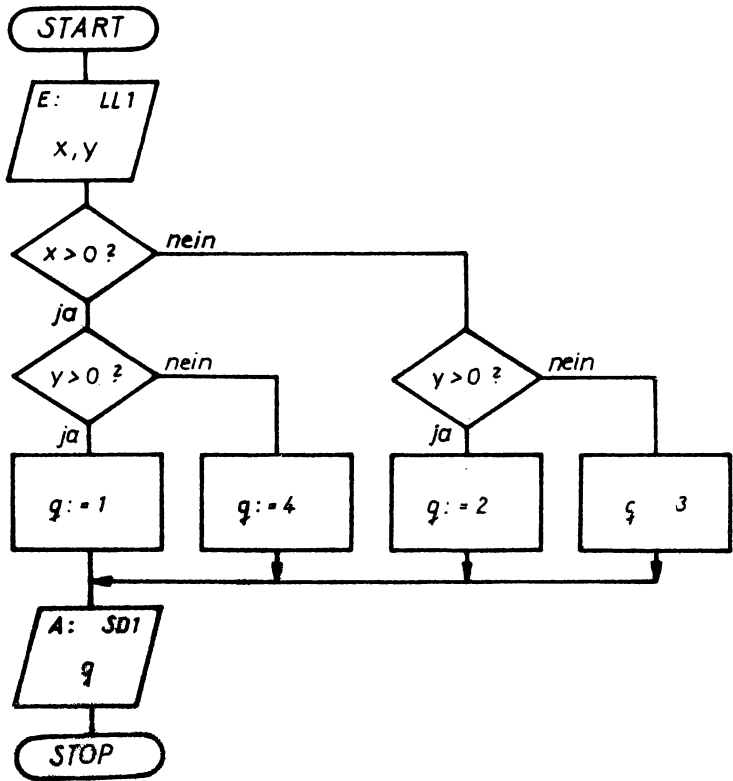 START
E: LL1
x, y
x > 0 ?
nein
ja
y > 0 ?
nein
y > 0 ?
nein
ja
ja
q := 1
q := 4
q := 2
3
A: SD1
q
STOP